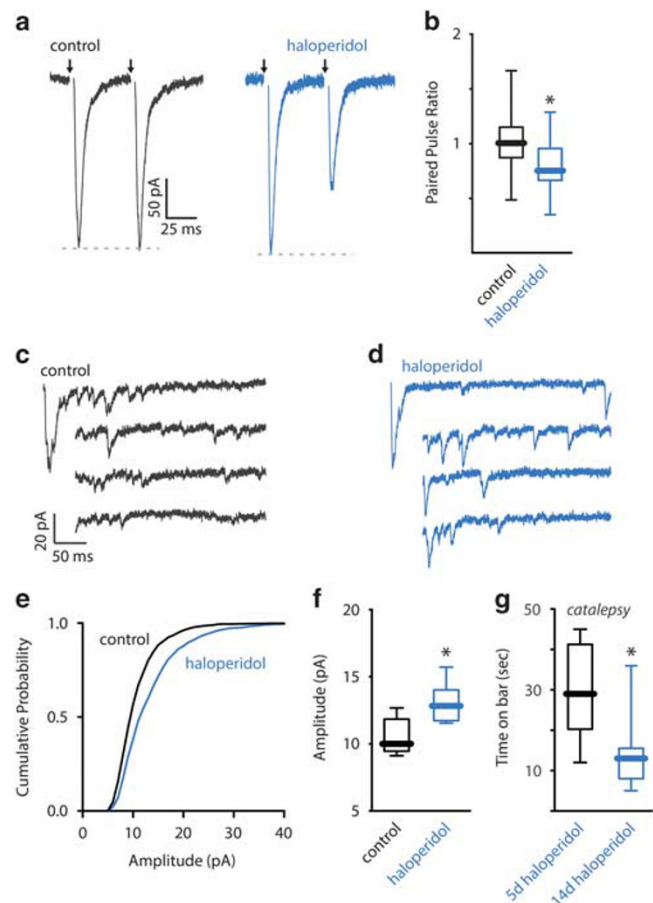 a
control
haloperidol
50 pA
25 ms
b
2
1
Paired Pulse Ratio
*
control
haloperidol
c
control
20 pA
50 ms
d
haloperidol
e
1.0
0.5
0.0
Cumulative Probability
control
haloperidol
0 10 20 30 40
Amplitude (pA)
f
20
15
10
5
Amplitude (pA)
*
control
haloperidol
g
50
30
10
Time on bar (sec)
catalepsy
*
5d haloperidol
14d haloperidol